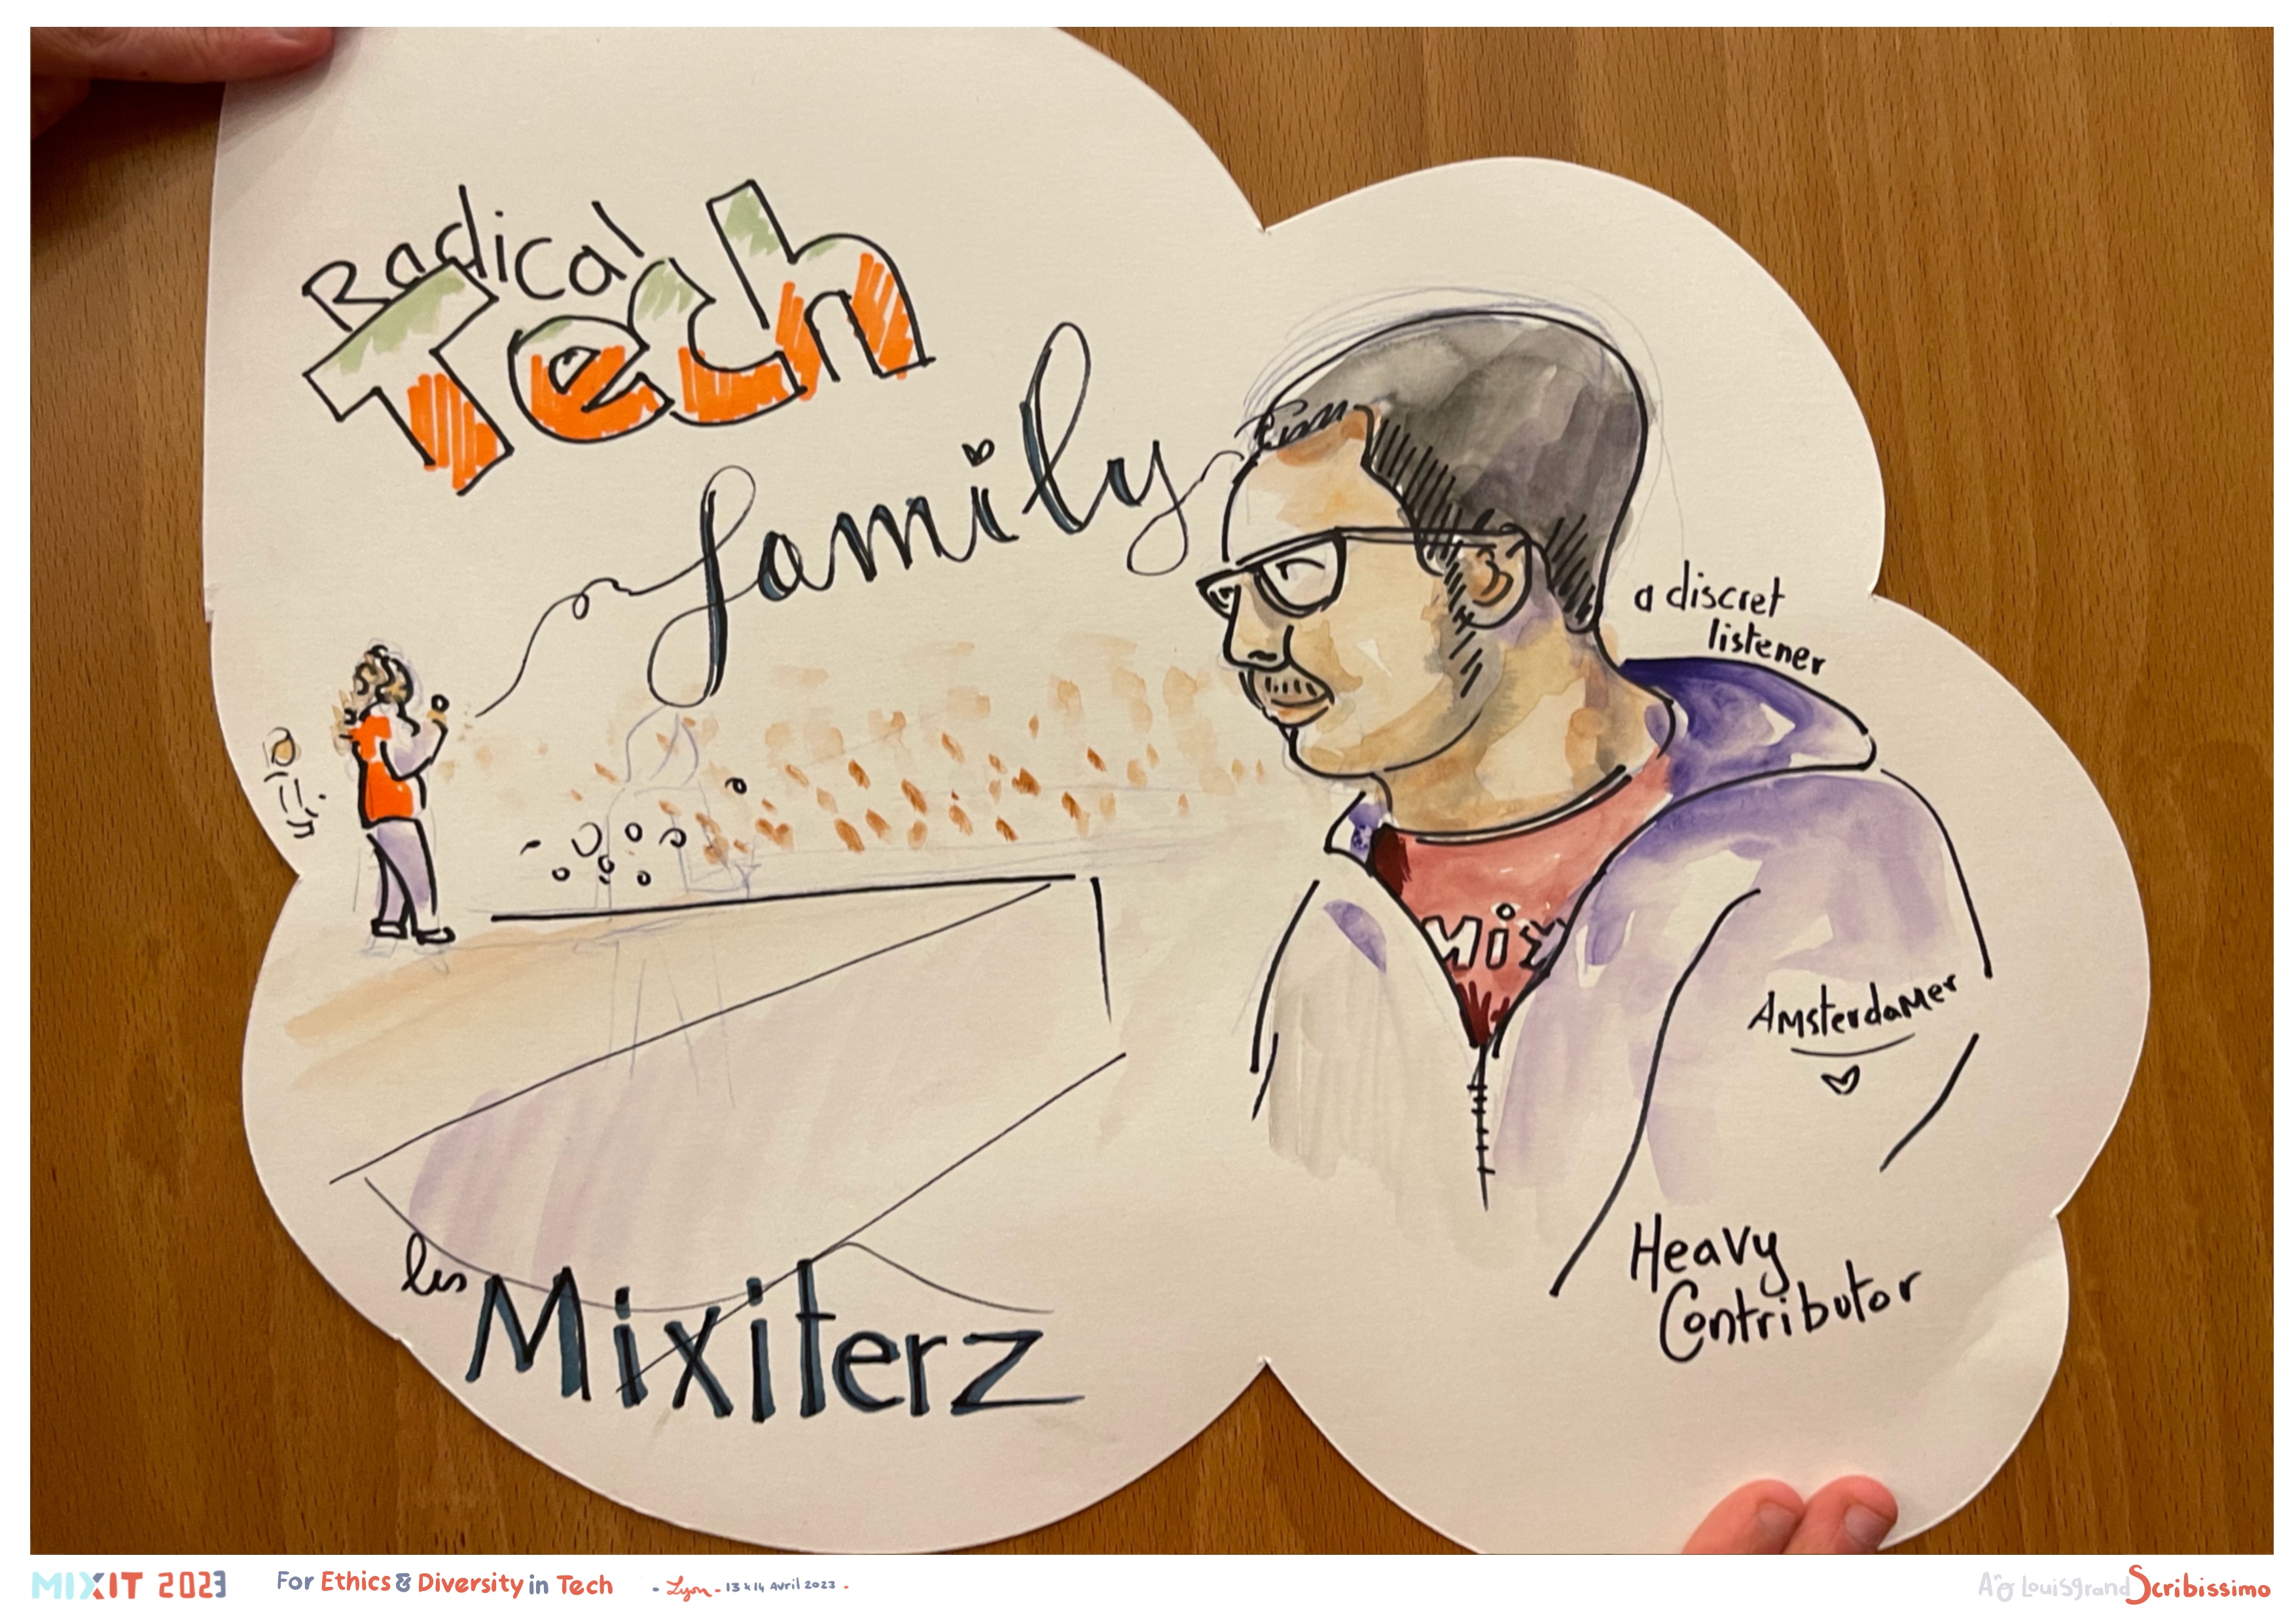 Radical
Tech
family
a discret
listener
Mix
Amsterdamer
Heavy
Contributor
les
Mixiterz
MIXIT 2023 For Ethics & Diversity in Tech - Lyon - 13 & 14 Avril 2023 -
Louisgrand Scribissimo